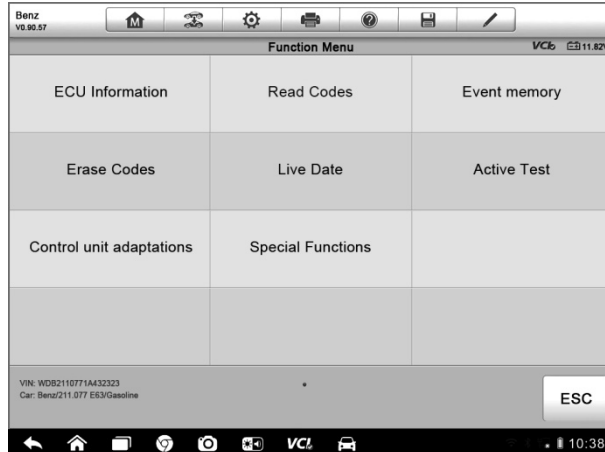 Benz
V0.90.57
Function Menu
VCI 11.82V
ECU Information
Read Codes
Event memory
Erase Codes
Live Date
Active Test
Control unit adaptations
Special Functions
VIN: WDB2110771A432323
Car: Benz/211.077 E63/Gasoline
ESC
VCI
10:38